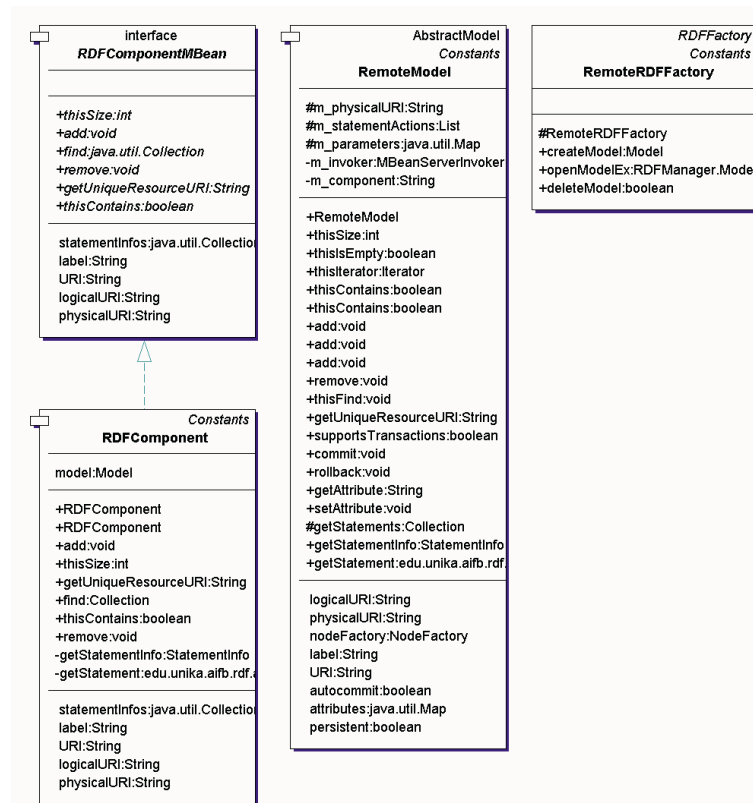 interface
RDFComponentMBean
+thisSize:int
+add:void
+find:java.util.Collection
+remove:void
+getUniqueResourceURI:String
+thisContains:boolean
statementInfos:java.util.Collection
label:String
URI:String
logicalURI:String
physicalURI:String
Constants
RDFComponent
model:Model
+RDFComponent
+RDFComponent
+add:void
+thisSize:int
+getUniqueResourceURI:String
+find:Collection
+thisContains:boolean
+remove:void
-getStatementInfo:StatementInfo
-getStatement:edu.unika.aifb.rdf.a
statementInfos:java.util.Collection
label:String
URI:String
logicalURI:String
physicalURI:String
AbstractModel
Constants
RemoteModel
#m_physicalURI:String
#m_statementActions:List
#m_parameters:java.util.Map
-m_invoker:MBeanServerInvoker
-m_component:String
+RemoteModel
+thisSize:int
+thisIsEmpty:boolean
+thisIterator:Iterator
+thisContains:boolean
+thisContains:boolean
+add:void
+add:void
+add:void
+remove:void
+thisFind:void
+getUniqueResourceURI:String
+supportsTransactions:boolean
+commit:void
+rollback:void
+getAttribute:String
+setAttribute:void
#getStatements:Collection
+getStatementInfo:StatementInfo
+getStatement:edu.unika.aifb.rdf.
logicalURI:String
physicalURI:String
nodeFactory:NodeFactory
label:String
URI:String
autocommit:boolean
attributes:java.util.Map
persistent:boolean
RDFFactory
Constants
RemoteRDFFactory
#RemoteRDFFactory
+createModel:Model
+openModelEx:RDFManager.Mode
+deleteModel:boolean